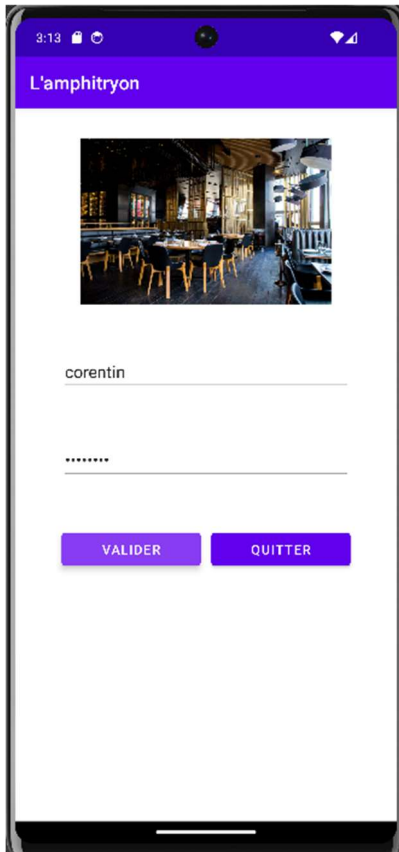 3:13
L'amphitryon
corentin
••••••••
VALIDER QUITTER